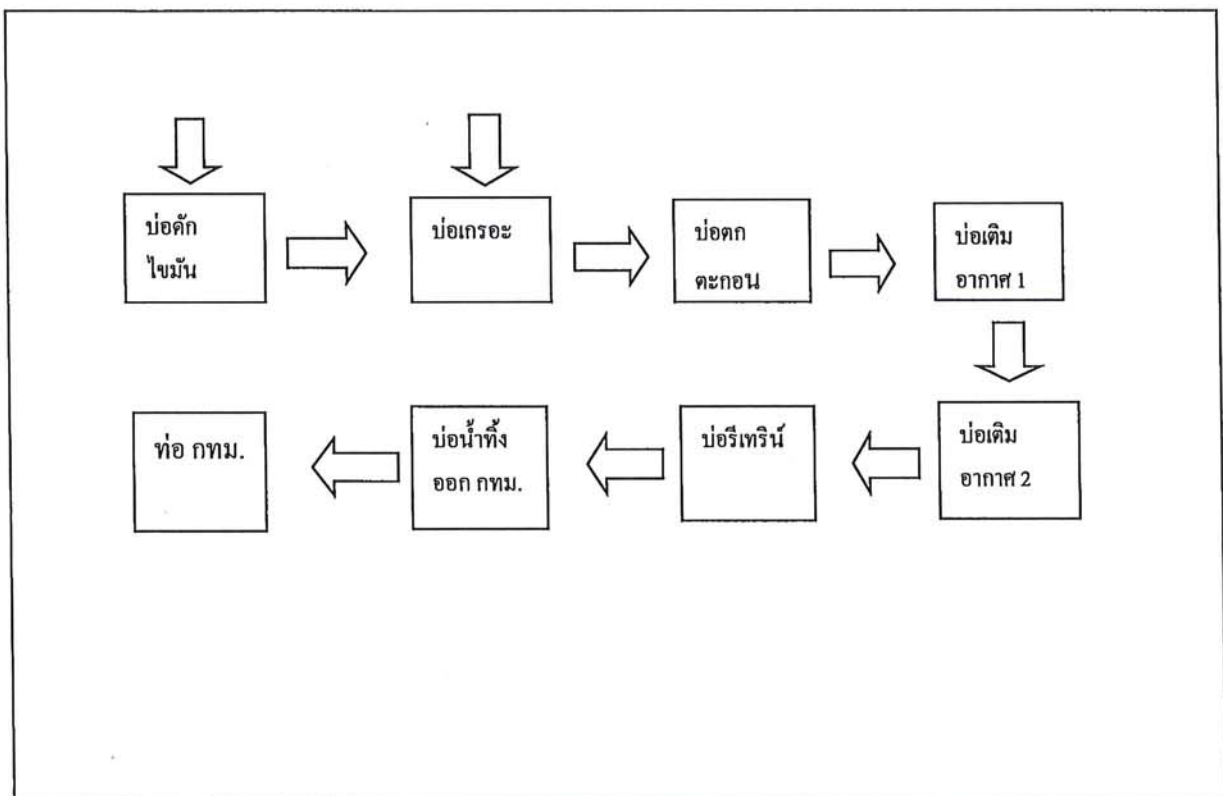 บ่อดัก
ไขมัน
บ่อเกรอะ
บ่อตก
ตะกอน
บ่อเติม
อากาศ 1
บ่อเติม
อากาศ 2
บ่อรีเทริน์
บ่อน้ำทิ้ง
ออก กทม.
ท่อ กทม.